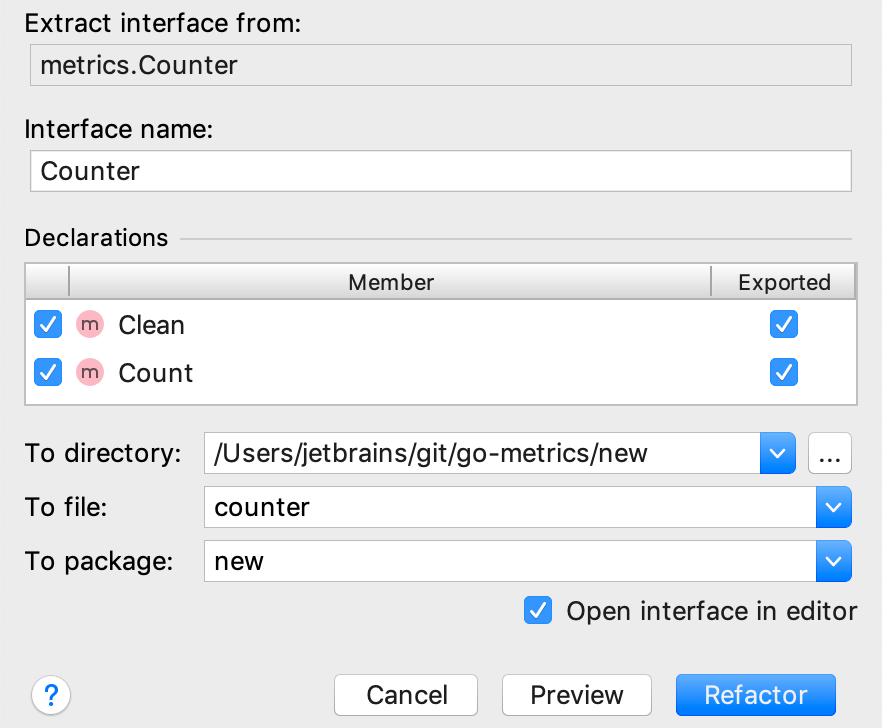 Extract interface from:
metrics.Counter
Interface name:
Counter
Declarations
Member Exported
m Clean
m Count
To directory: /Users/jetbrains/git/go-metrics/new ...
To file: counter
To package: new
Open interface in editor
? Cancel Preview Refactor